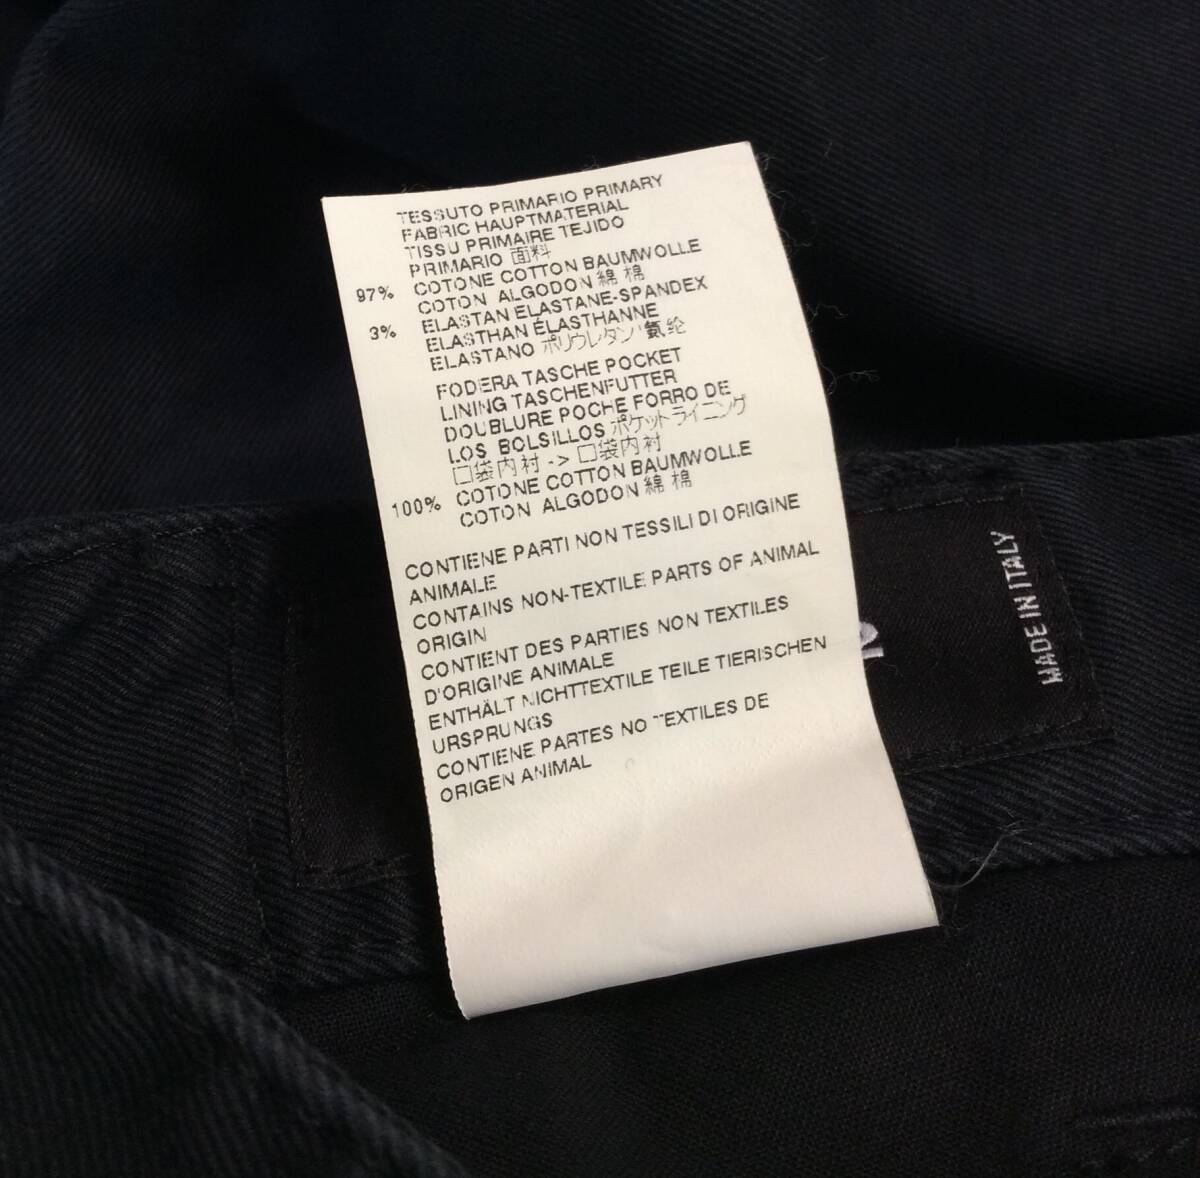 TESSUTO PRIMARIO PRIMARY
FABRIC HAUPTMATERIAL
TISSU PRIMAIRE TEJIDO
PRIMARIO 面料
97% COTONE COTTON BAUMWOLLE
COTON ALGODON 綿 棉
3% ELASTAN ELASTANE-SPANDEX
ELASTHAN ÉLASTHANNE
ELASTANO ポリウレタン 氨纶
FODERA TASCHE POCKET
LINING TASCHENFUTTER
DOUBLURE POCHE FORRO DE
LOS BOLSILLOS ポケットライニング
口袋内衬 -> 口袋内衬
100% COTONE COTTON BAUMWOLLE
COTON ALGODON 綿 棉
CONTIENE PARTI NON TESSILI DI ORIGINE
ANIMALE
CONTAINS NON-TEXTILE PARTS OF ANIMAL
ORIGIN
CONTIENT DES PARTIES NON TEXTILES
D'ORIGINE ANIMALE
ENTHÄLT NICHTTEXTILE TEILE TIERISCHEN
URSPRUNGS
CONTIENE PARTES NO TEXTILES DE
ORIGEN ANIMAL
MADE IN ITALY